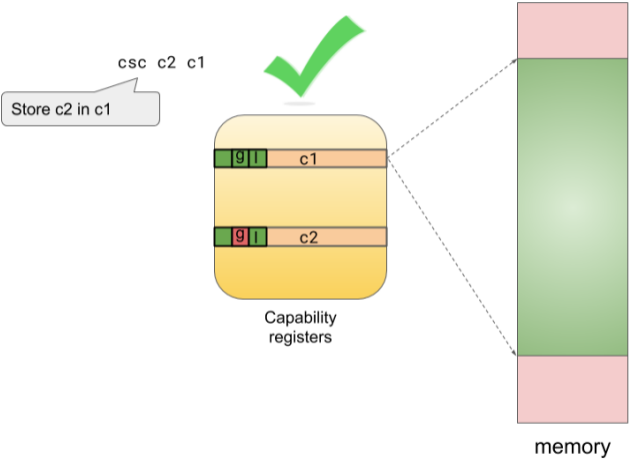 csc c2 c1
Store c2 in c1
g l c1
g l c2
Capability
registers
memory